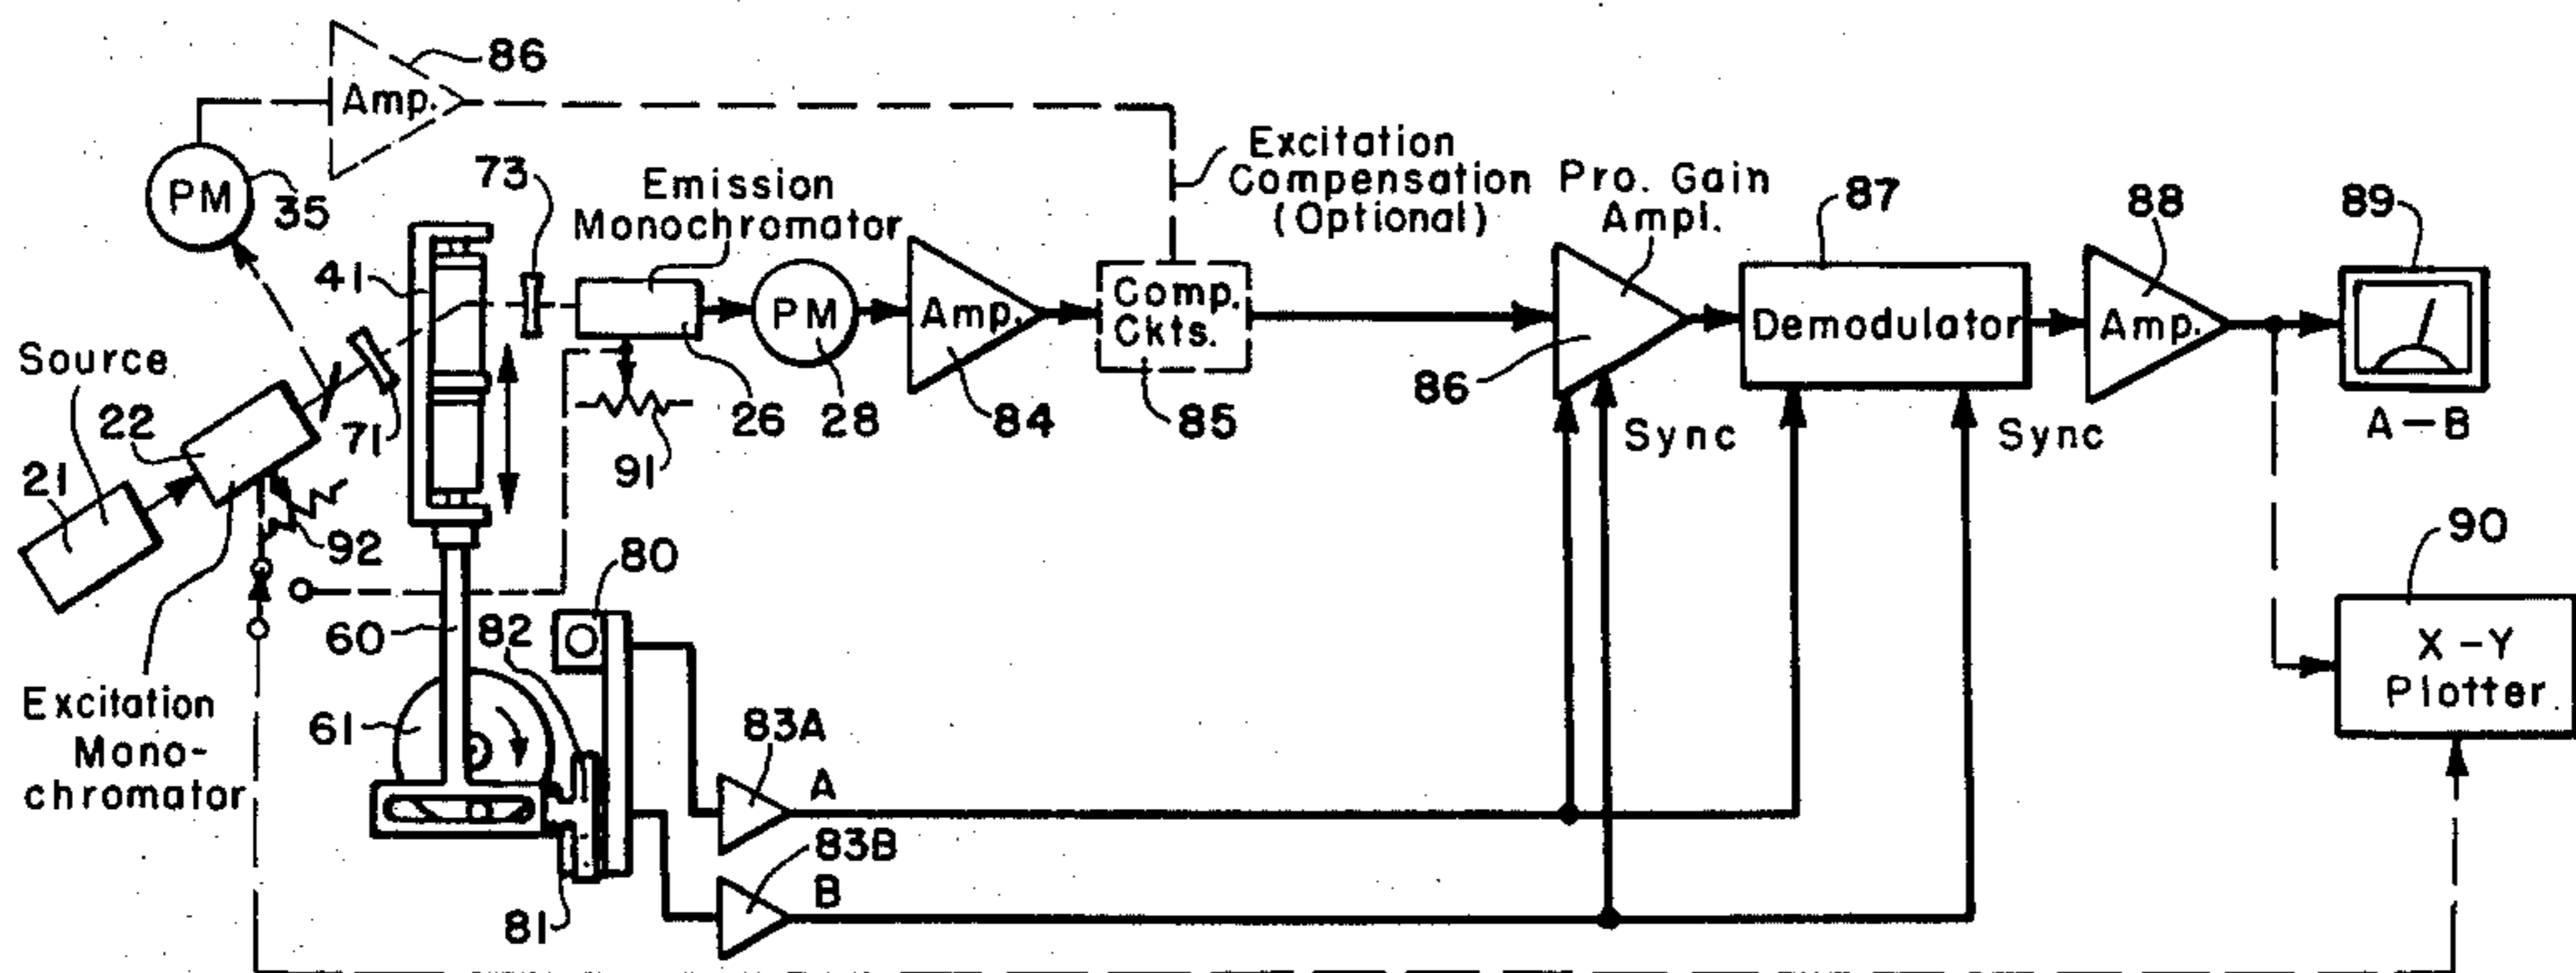 86
Amp.
PM
35
Excitation
Compensation
(Optional)
Pro. Gain
Ampl.
73
Emission
Monochromator
41
87
88
89
PM
Amp.
Comp.
Ckts.
Demodulator
Amp.
Source
22
71
26
28
84
85
86
Sync
Sync
A-B
91
21
92
80
90
60
82
X-Y
Plotter
Excitation
Mono-
chromator
61
83A
A
83B
B
81